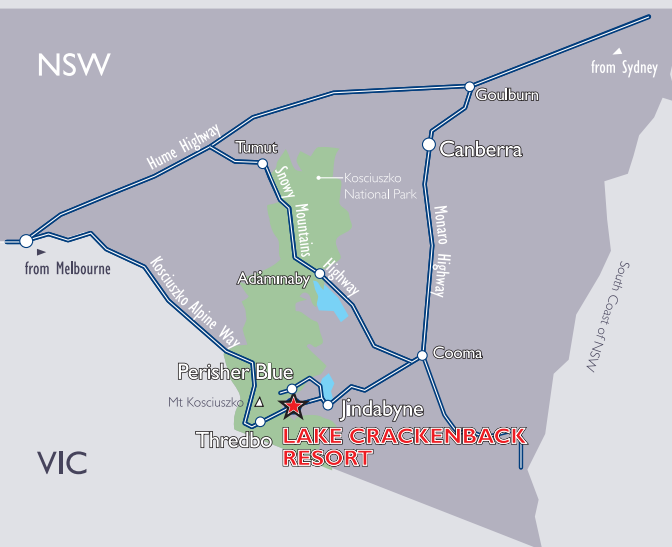 NSW
from Sydney
Goulburn
Hume Highway
Tumut
Canberra
Kosciuszko
National Park
Snowy Mountains Highway
Monaro Highway
from Melbourne
Kosciuszko Alpine Way
Adaminaby
South Coast of NSW
Cooma
Perisher Blue
Mt Kosciuszko
Jindabyne
Thredbo
LAKE CRACKENBACK
RESORT
VIC